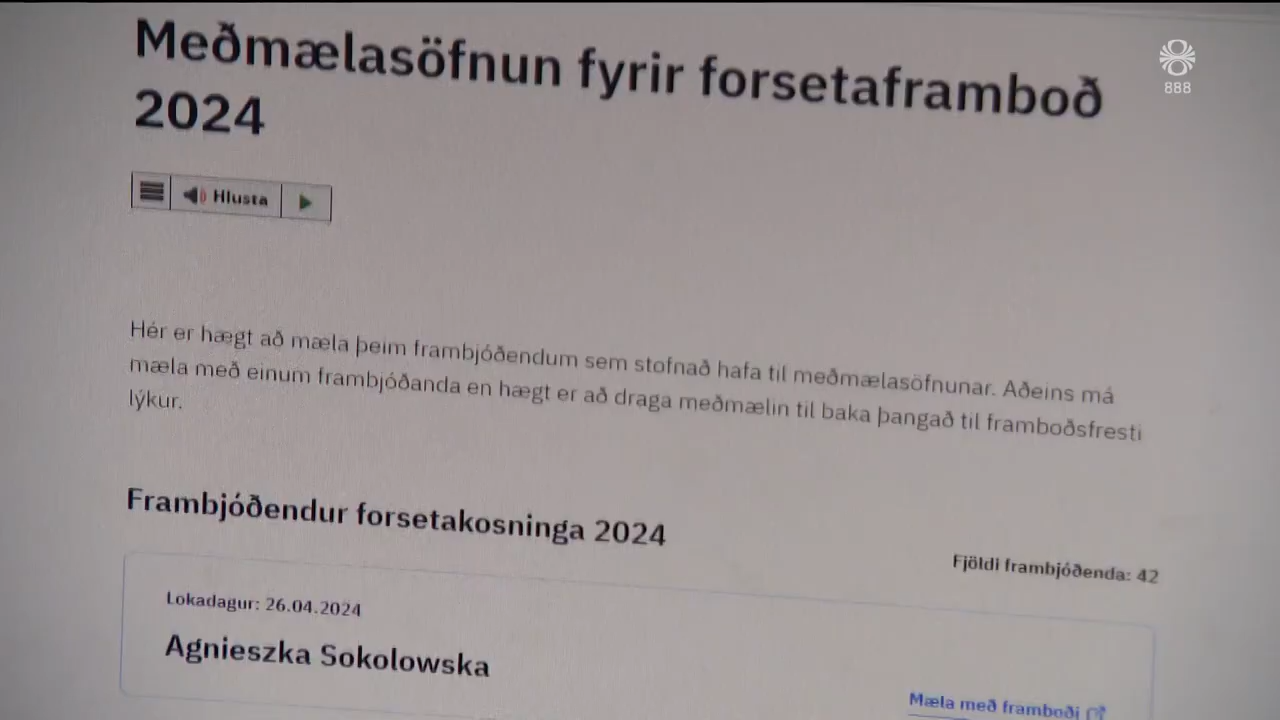 Meðmælasöfnun fyrir forsetaframboð
2024
888
Hlusta
Hér er hægt að mæla þeim frambjóðendum sem stofnað hafa til meðmælasöfnunar. Aðeins má
mæla með einum frambjóðanda en hægt er að draga meðmælin til baka þangað til framboðsfresti
lýkur.
Frambjóðendur forsetakosninga 2024
Fjöldi frambjóðenda: 42
Lokadagur: 26.04.2024
Agnieszka Sokolowska
Mæla með framboði